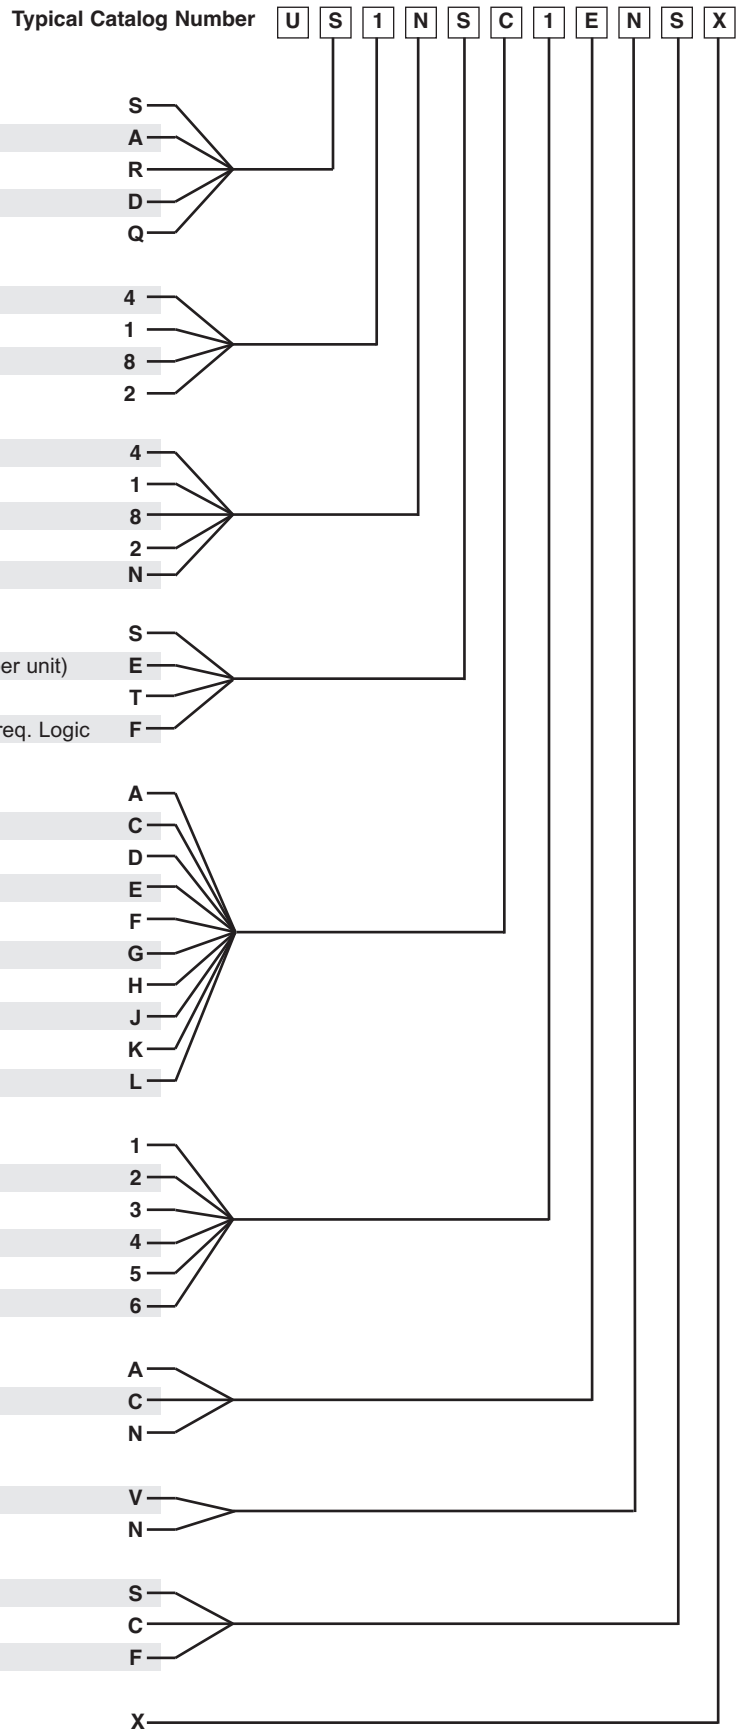 Typical Catalog Number U S 1 N S C 1 E N S X
S
A
R
D
Q
4
1
8
2
4
1
8
2
N
S
er unit) E
T
req. Logic F
A
C
D
E
F
G
H
J
K
L
1
2
3
4
5
6
A
C
N
V
N
S
C
F
X